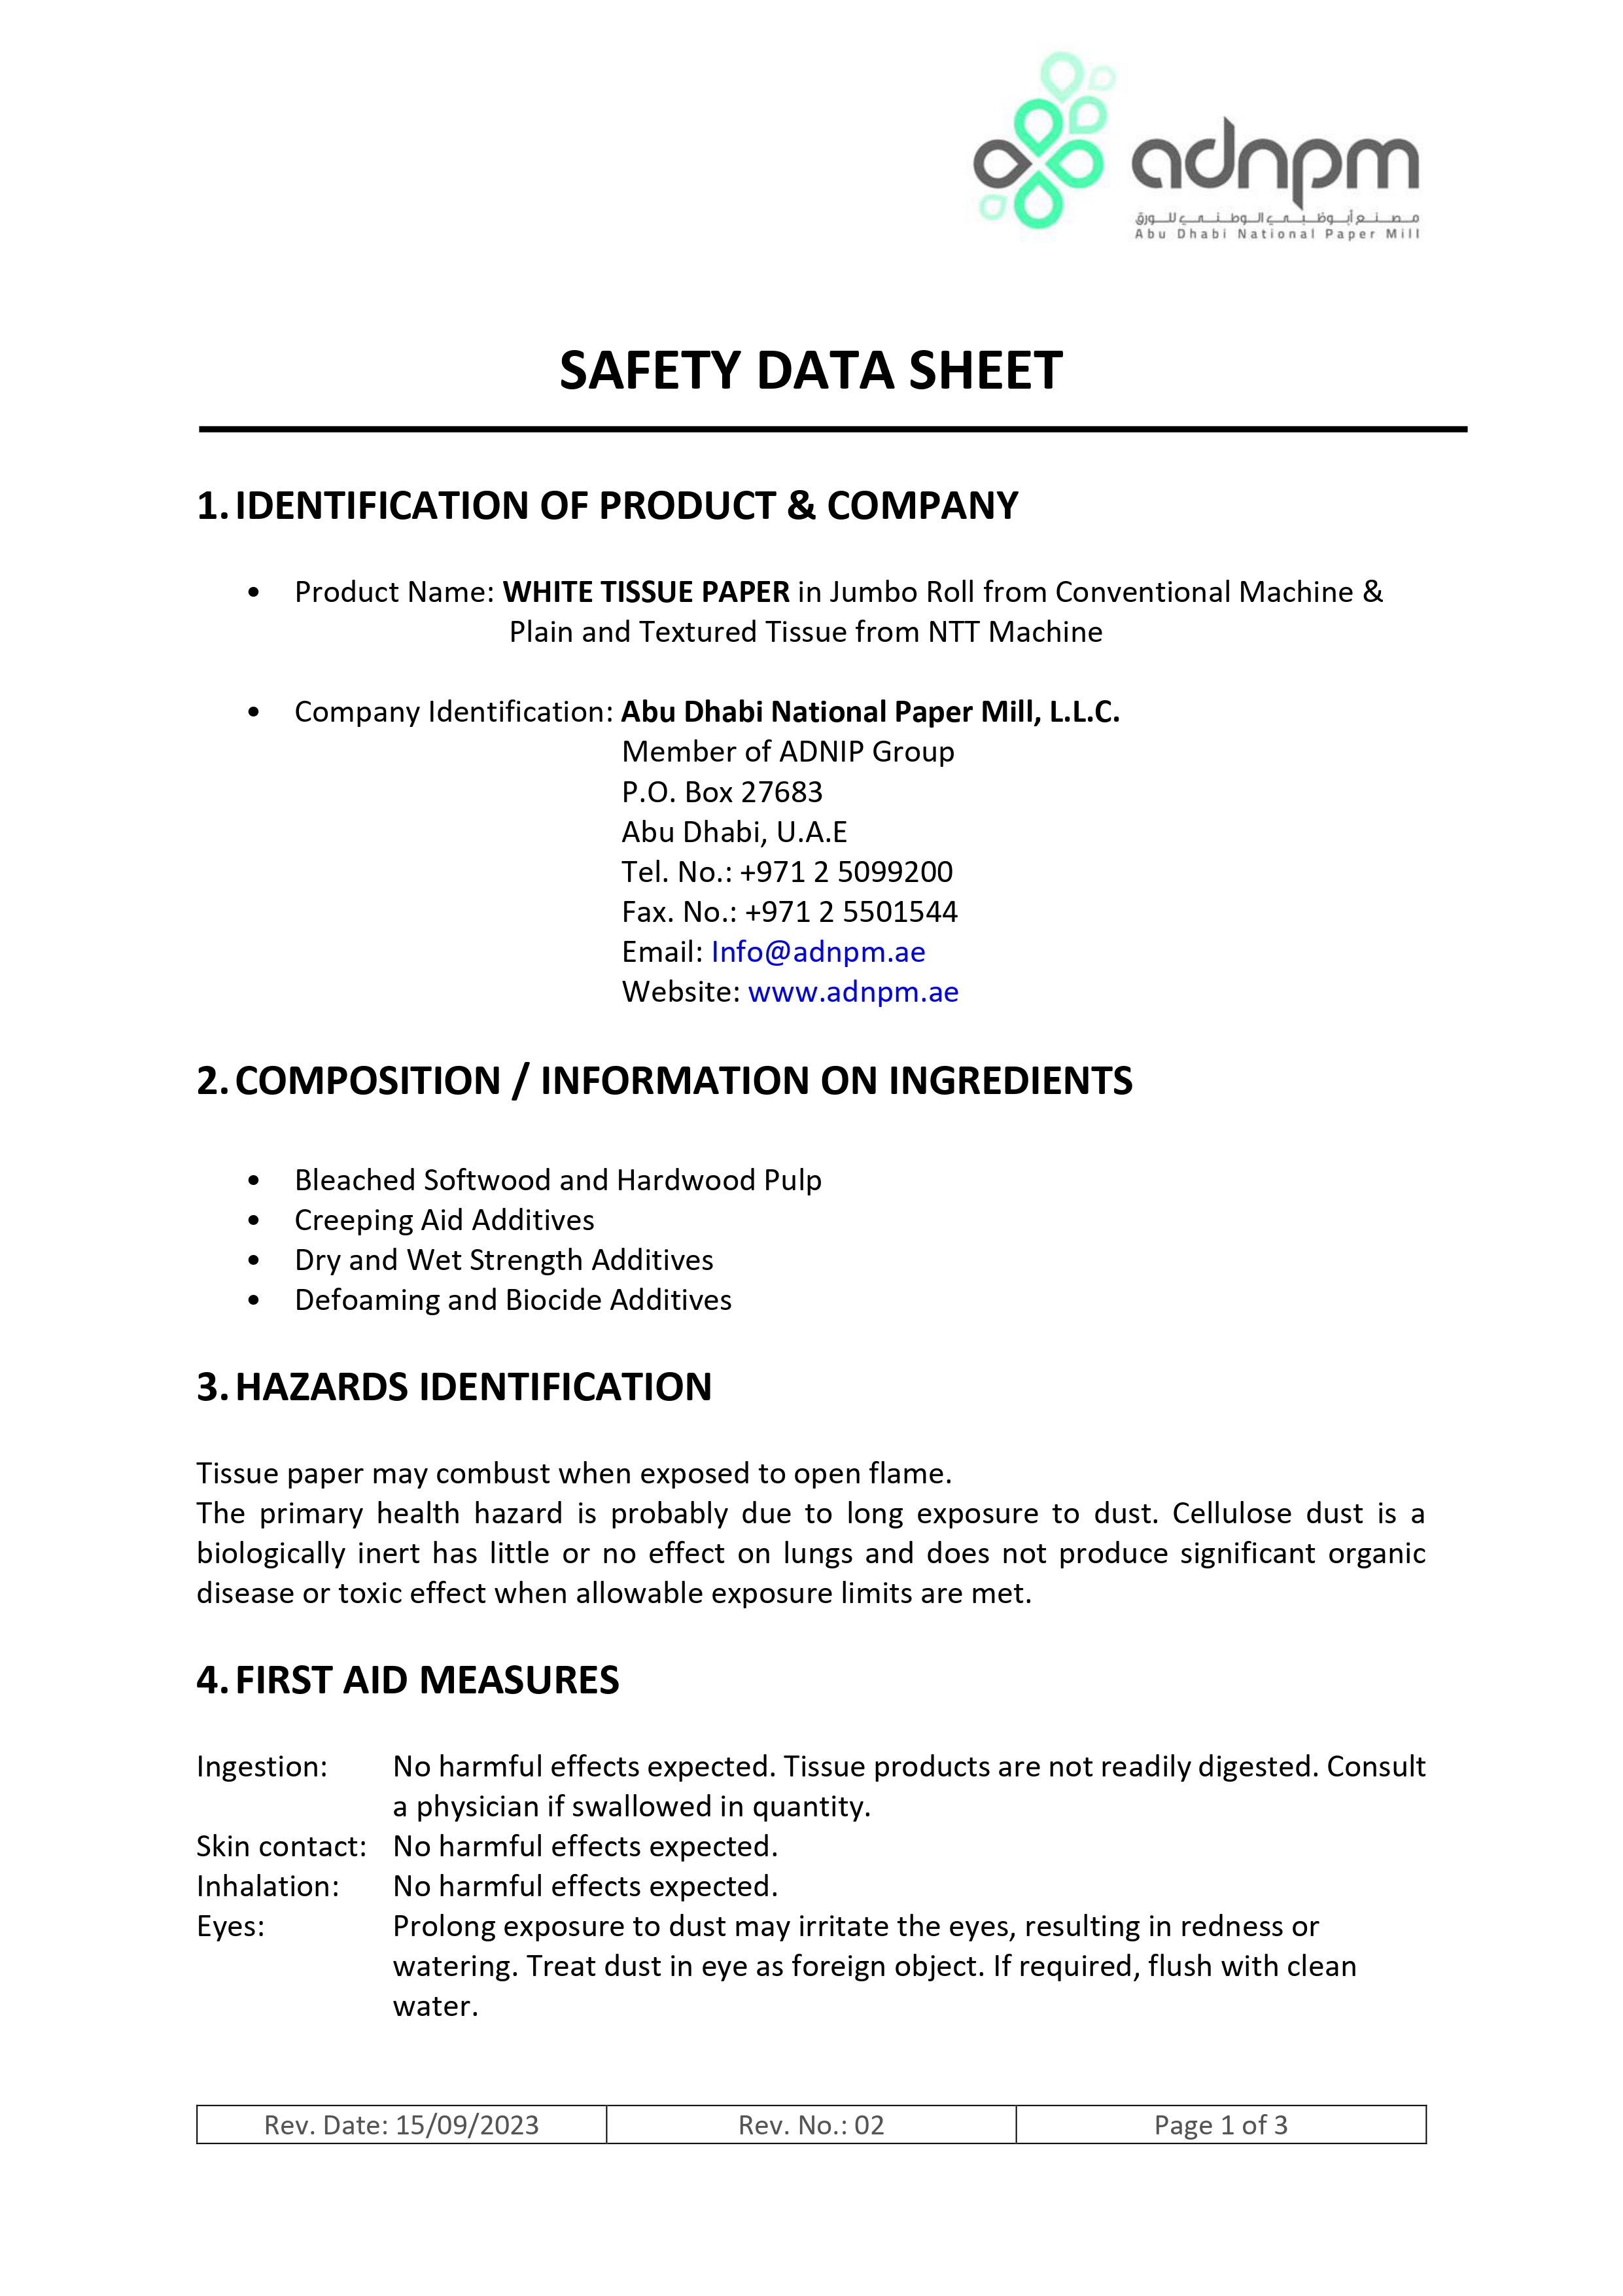 adnpm
مصنع أبوظبي الوطني للورق
Abu Dhabi National Paper Mill
SAFETY DATA SHEET
1. IDENTIFICATION OF PRODUCT & COMPANY
• Product Name: WHITE TISSUE PAPER in Jumbo Roll from Conventional Machine &
Plain and Textured Tissue from NTT Machine
• Company Identification: Abu Dhabi National Paper Mill, L.L.C.
Member of ADNIP Group
P.O. Box 27683
Abu Dhabi, U.A.E
Tel. No.: +971 2 5099200
Fax. No.: +971 2 5501544
Email: Info@adnpm.ae
Website: www.adnpm.ae
2. COMPOSITION / INFORMATION ON INGREDIENTS
• Bleached Softwood and Hardwood Pulp
• Creeping Aid Additives
• Dry and Wet Strength Additives
• Defoaming and Biocide Additives
3. HAZARDS IDENTIFICATION
Tissue paper may combust when exposed to open flame.
The primary health hazard is probably due to long exposure to dust. Cellulose dust is a
biologically inert has little or no effect on lungs and does not produce significant organic
disease or toxic effect when allowable exposure limits are met.
4. FIRST AID MEASURES
Ingestion: No harmful effects expected. Tissue products are not readily digested. Consult
a physician if swallowed in quantity.
Skin contact: No harmful effects expected.
Inhalation: No harmful effects expected.
Eyes: Prolong exposure to dust may irritate the eyes, resulting in redness or
watering. Treat dust in eye as foreign object. If required, flush with clean
water.
Rev. Date: 15/09/2023 Rev. No.: 02 Page 1 of 3